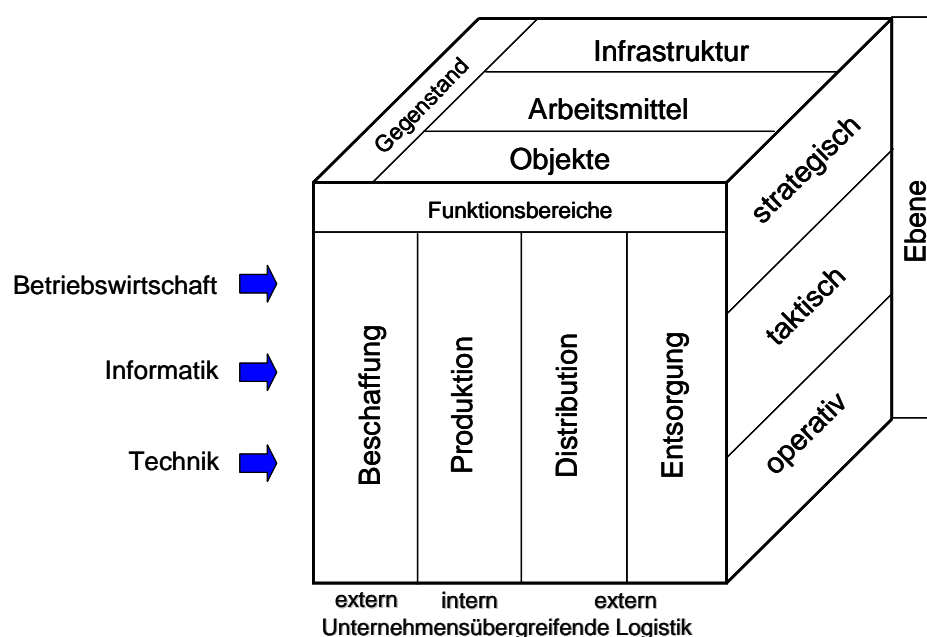 Gegenstand
Infrastruktur
Arbeitsmittel
Objekte
Funktionsbereiche
Beschaffung
Produktion
Distribution
Entsorgung
strategisch
taktisch
operativ
Ebene
Betriebswirtschaft
Informatik
Technik
extern intern extern
Unternehmensübergreifende Logistik